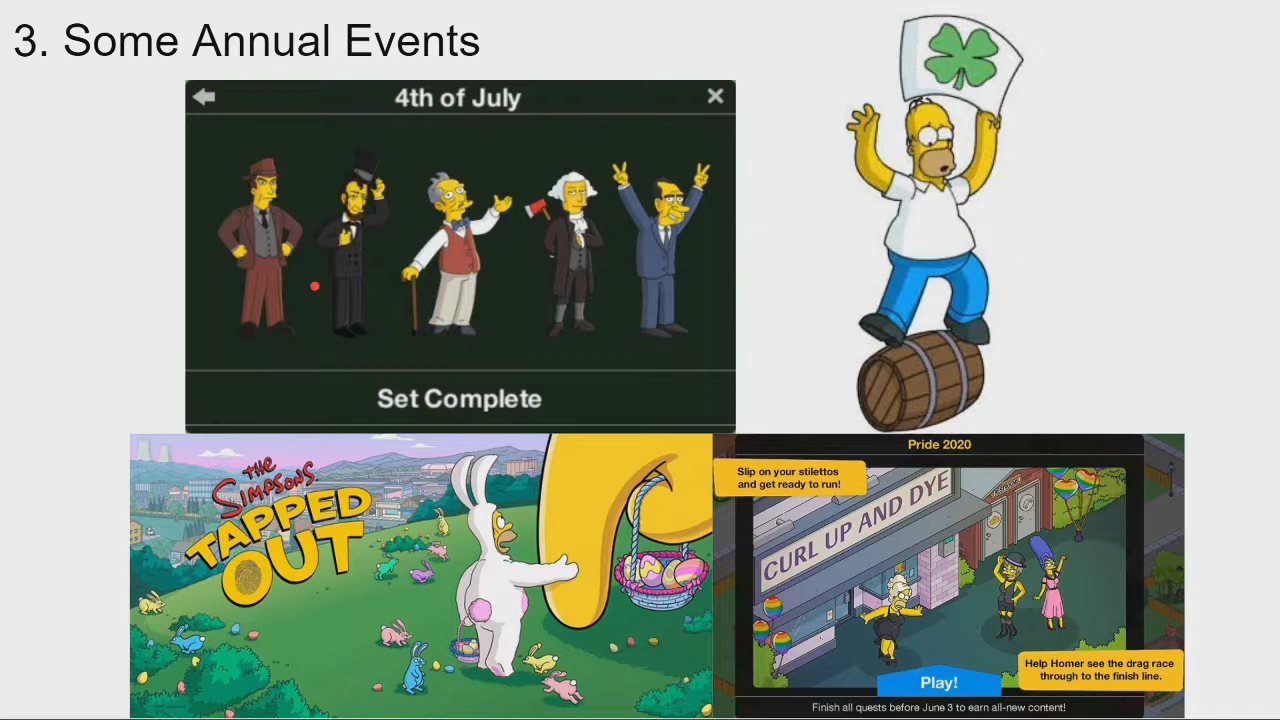 3. Some Annual Events
4th of July
Set Complete
THE
SIMPSONS
TAPPED
OUT
Pride 2020
Slip on your stilettos
and get ready to run!
CURL UP AND DYE
Help Homer see the drag race
through to the finish line.
Play!
Finish all quests before June 3 to earn all-new content!